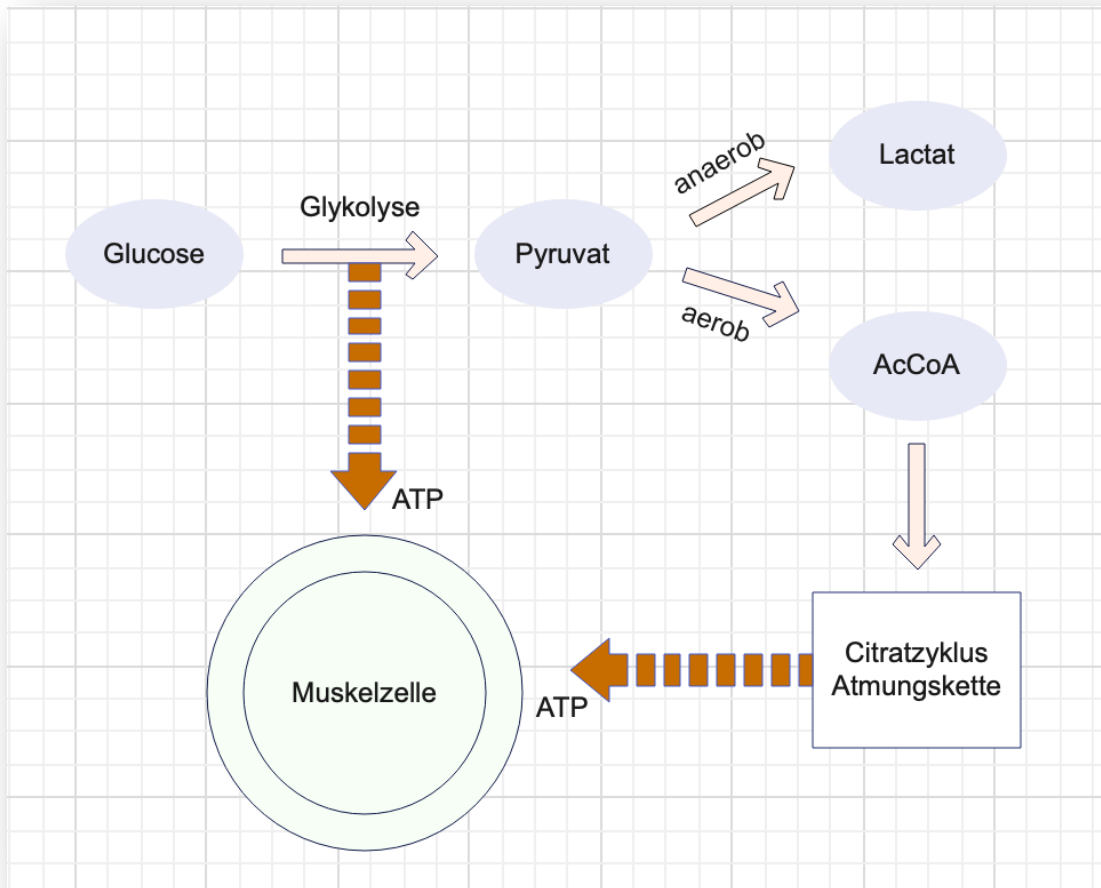 Lactat
anaerob
Glykolyse
Glucose
Pyruvat
aerob
AcCoA
ATP
Citratzyklus
Atmungskette
Muskelzelle
ATP